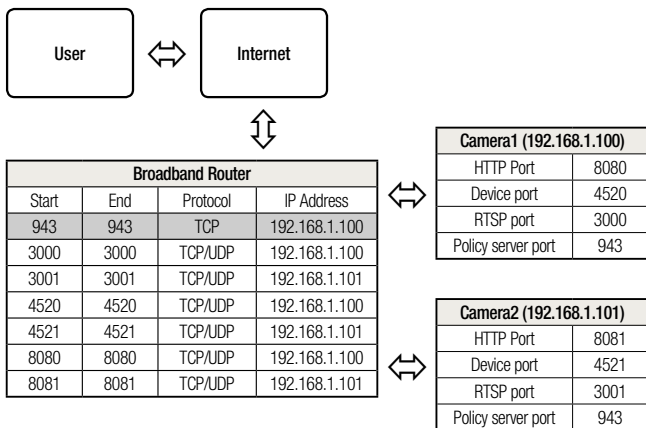 User
Internet
Broadband Router
Start End Protocol IP Address
943 943 TCP 192.168.1.100
3000 3000 TCP/UDP 192.168.1.100
3001 3001 TCP/UDP 192.168.1.101
4520 4520 TCP/UDP 192.168.1.100
4521 4521 TCP/UDP 192.168.1.101
8080 8080 TCP/UDP 192.168.1.100
8081 8081 TCP/UDP 192.168.1.101
Camera1 (192.168.1.100)
HTTP Port 8080
Device port 4520
RTSP port 3000
Policy server port 943
Camera2 (192.168.1.101)
HTTP Port 8081
Device port 4521
RTSP port 3001
Policy server port 943